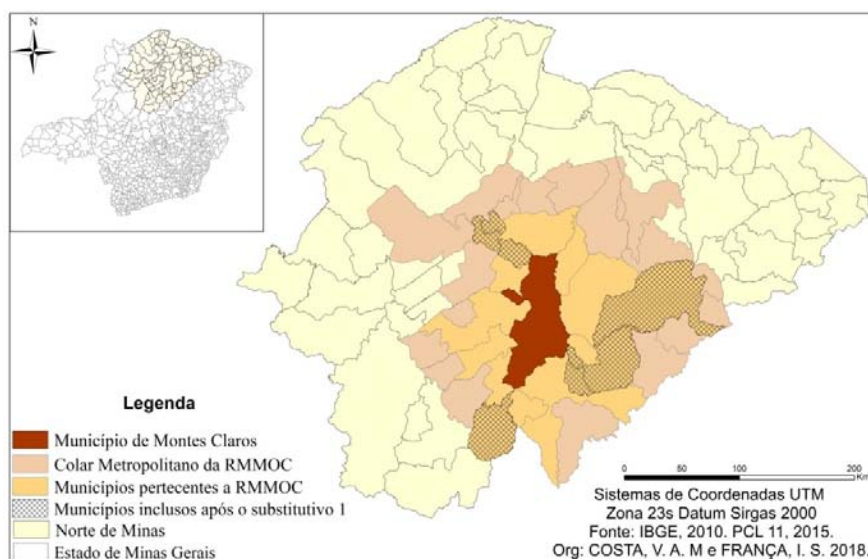 N
Legenda
Município de Montes Claros
Colar Metropolitano da RMMOC
Municípios pertecentes a RMMOC
Municípios inclusos após o substitutivo 1
Norte de Minas
Estado de Minas Gerais
0 50 100 200
Km
Sistemas de Coordenadas UTM
Zona 23s Datum Sirgas 2000
Fonte: IBGE, 2010. PCL 11, 2015.
Org: COSTA, V. A. M e FRANÇA, I. S. 2018